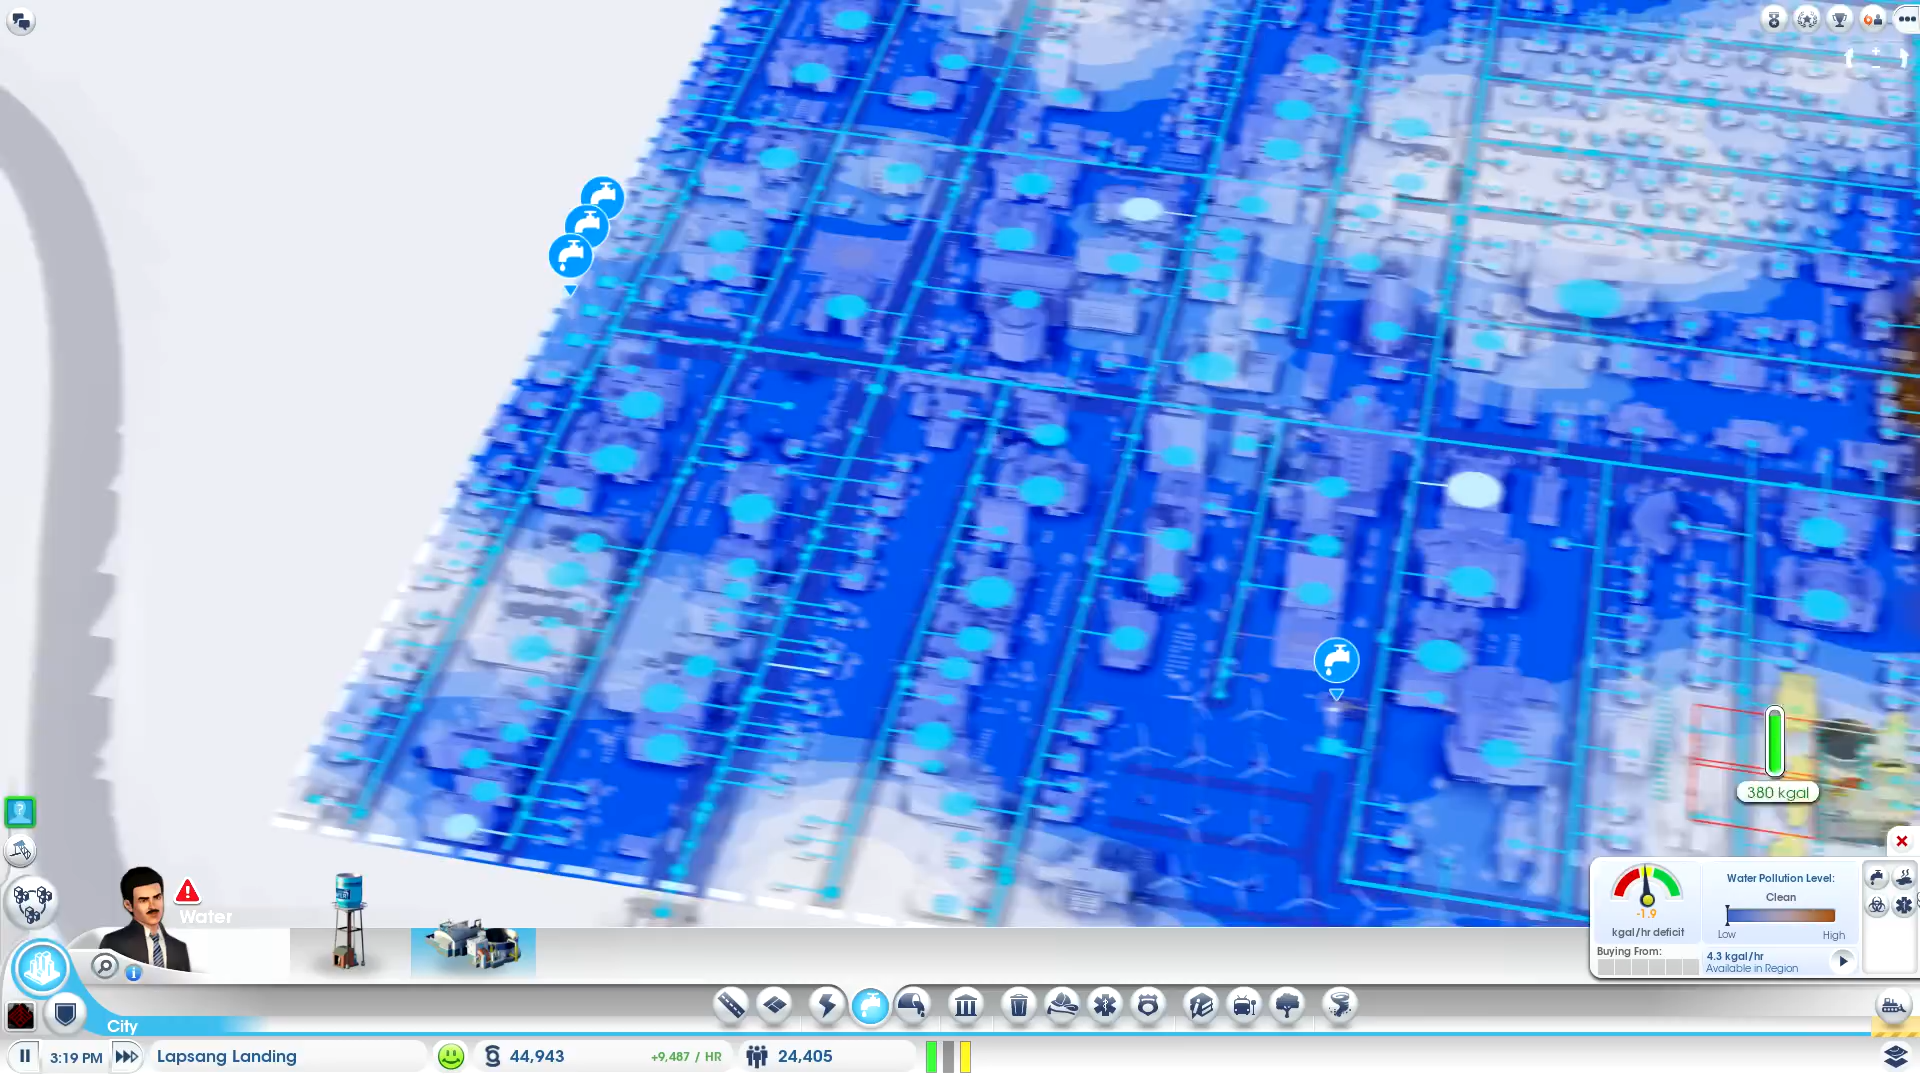 380 kgal
Water
-1.9
kgal/hr deficit
Water Pollution Level:
Clean
Low
High
Buying From:
4.3 kgal/hr
Available in Region
City
3:19 PM
Lapsang Landing
44,943
+9,487 / HR
24,405